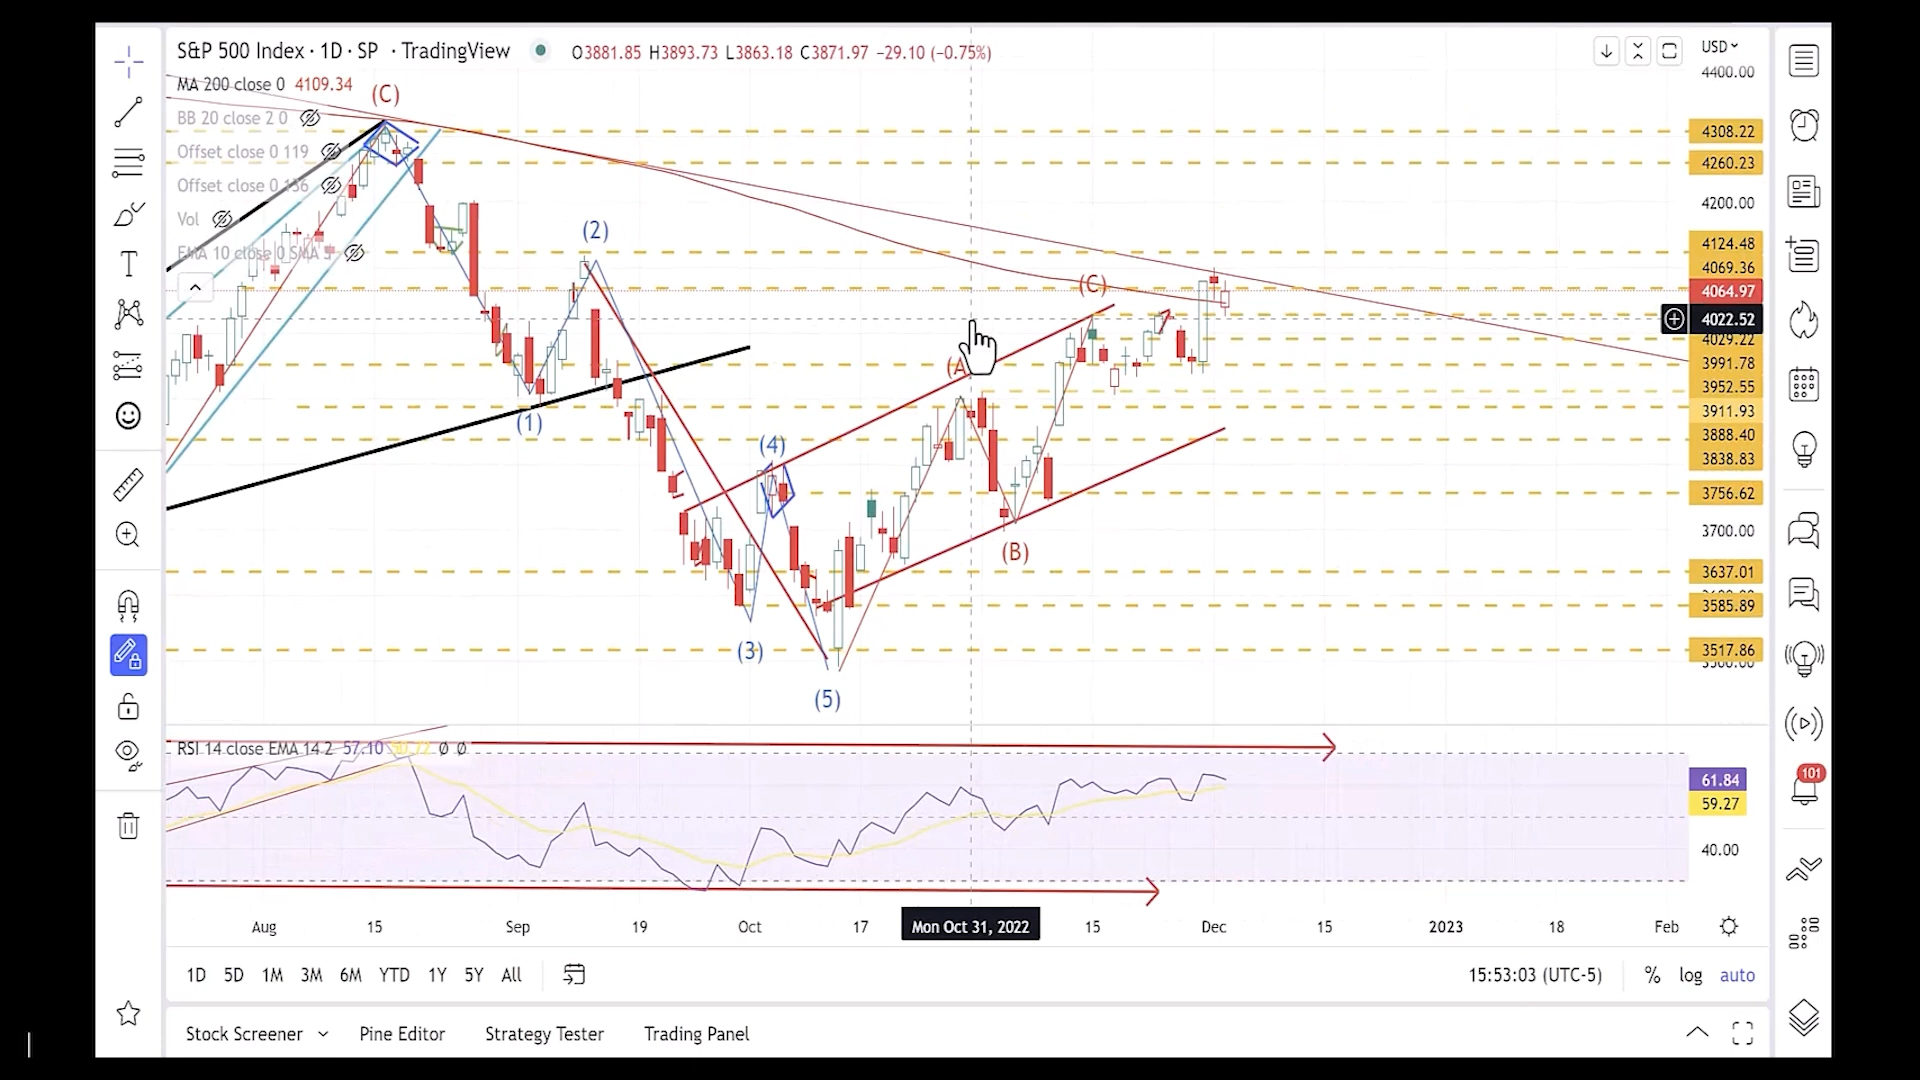 S&P 500 Index · 1D · SP · TradingView
O3881.85 H3893.73 L3863.18 C3871.97 −29.10 (−0.75%)
USD
MA 200 close 0 4109.34
BB 20 close 2 0
Offset close 0 119
Offset close 0 136
Vol
EMA 10 close 0 SMA 5
(C)
(2)
(1)
(4)
(3)
(5)
(A
(B)
(C)
4400.00
4308.22
4260.23
4200.00
4124.48
4069.36
4064.97
4022.52
4029.22
3991.78
3952.55
3911.93
3888.40
3838.83
3756.62
3700.00
3637.01
3585.89
3517.86
3500.00
RSI 14 close EMA 14 2 57.10 Ø Ø
61.84
59.27
40.00
101
Aug 15 Sep 19 Oct 17 Mon Oct 31, 2022 15 Dec 15 2023 18 Feb
1D 5D 1M 3M 6M YTD 1Y 5Y All
15:53:03 (UTC-5) % log auto
Stock Screener Pine Editor Strategy Tester Trading Panel